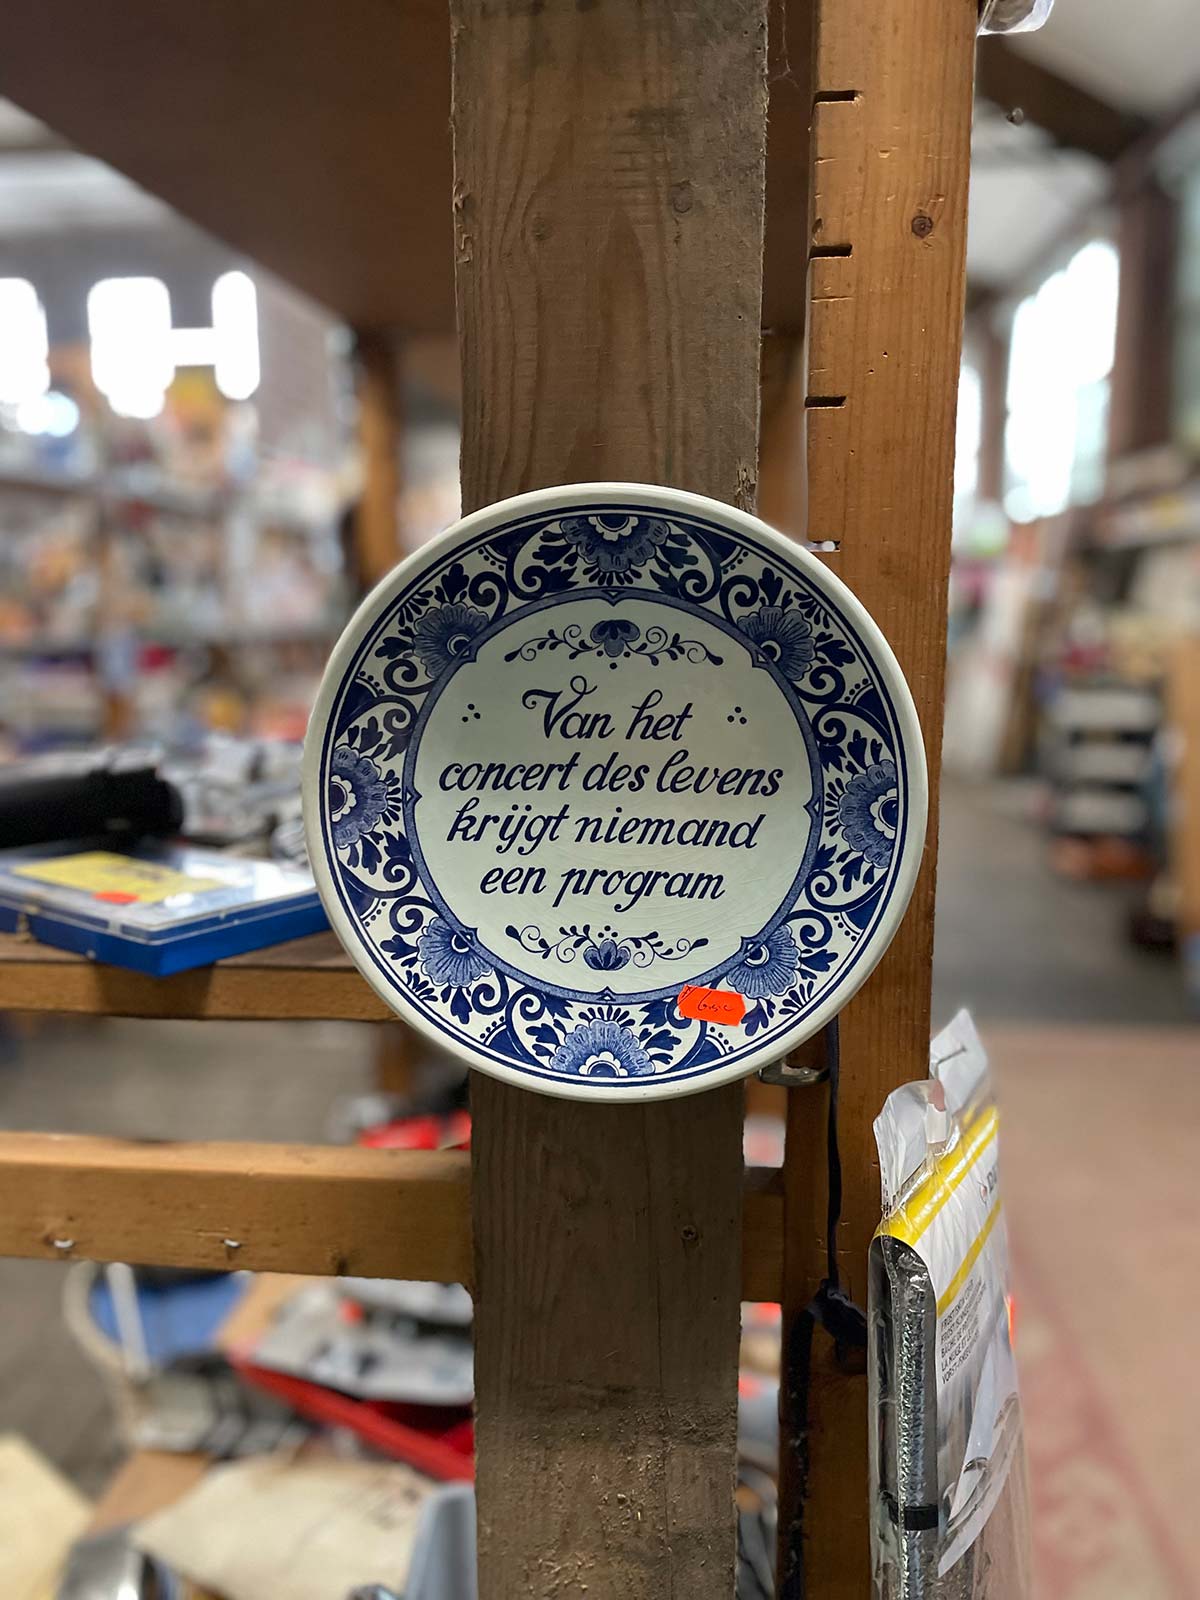 Van het
concert des levens
krijgt niemand
een program